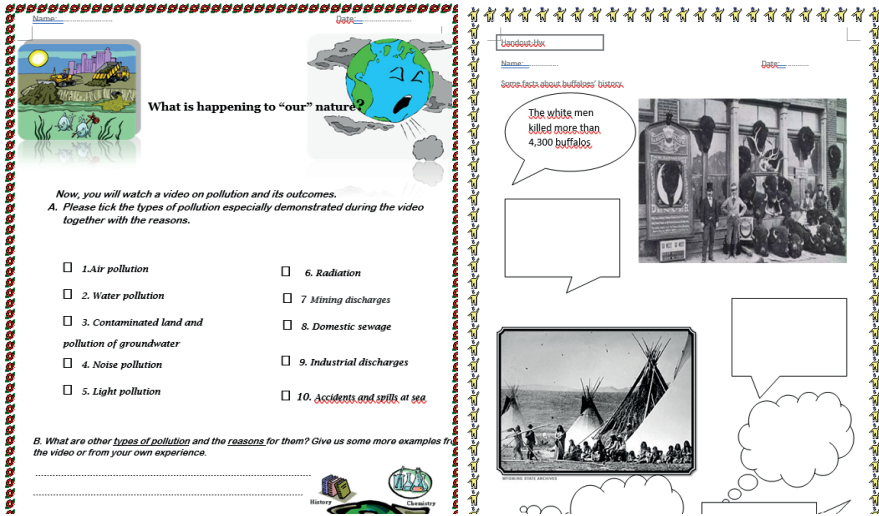 Name:
Date:
What is happening to “our” nature?
Now, you will watch a video on pollution and its outcomes.
A. Please tick the types of pollution especially demonstrated during the video
together with the reasons.
1.Air pollution
2. Water pollution
3. Contaminated land and
pollution of groundwater
4. Noise pollution
5. Light pollution
6. Radiation
7 Mining discharges
8. Domestic sewage
9. Industrial discharges
10. Accidents and spills at sea
B. What are other types of pollution and the reasons for them? Give us some more examples
the video or from your own experience.
History
Chemistry
Handout-Hw
Name:
Date:
Some facts about buffaloes’ history
The white men
killed more than
4,300 buffalos
WYOMING STATE ARCHIVES